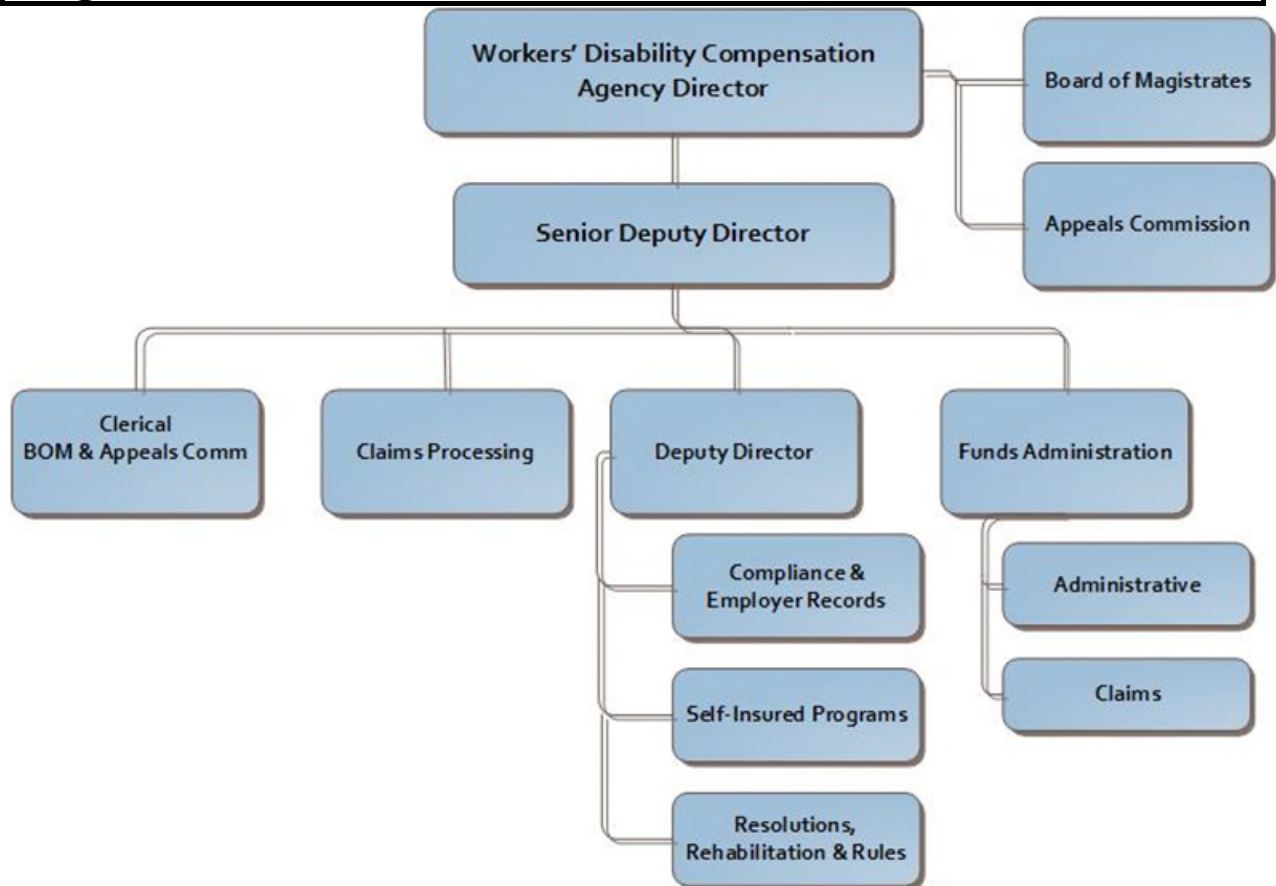 Workers' Disability Compensation
Agency Director
Board of Magistrates
Appeals Commission
Senior Deputy Director
Clerical
BOM & Appeals Comm
Claims Processing
Deputy Director
Funds Administration
Compliance &
Employer Records
Administrative
Self-Insured Programs
Claims
Resolutions,
Rehabilitation & Rules